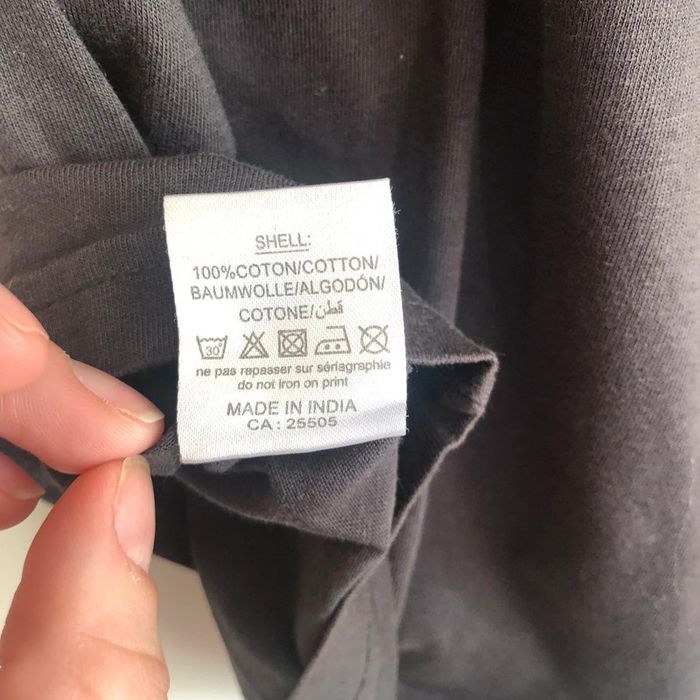 SHELL:
100%COTON/COTTON/
BAUMWOLLE/ALGODÓN/
COTONE/قطن
30°
ne pas repasser sur sériagraphie
do not iron on print
MADE IN INDIA
CA : 25505